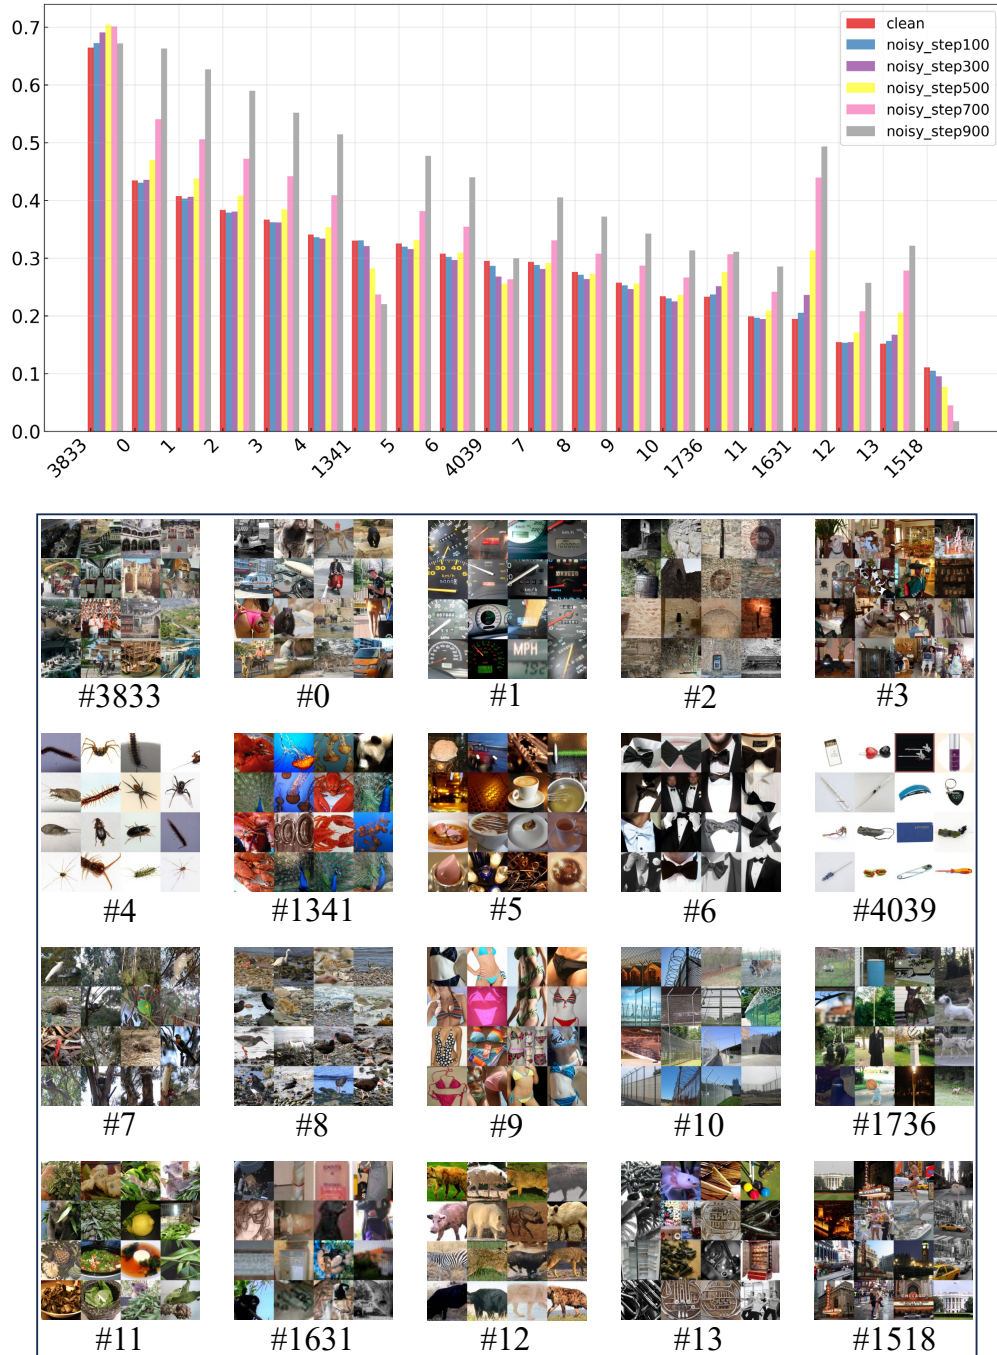 0.7
0.6
0.5
0.4
0.3
0.2
0.1
0.0
clean
noisy_step100
noisy_step300
noisy_step500
noisy_step700
noisy_step900
3833 0 1 2 3 4 1341 5 6 4039 7 8 9 10 1736 11 1631 12 13 1518
MPH
#3833 #0 #1 #2 #3
#4 #1341 #5 #6 #4039
#7 #8 #9 #10 #1736
#11 #1631 #12 #13 #1518